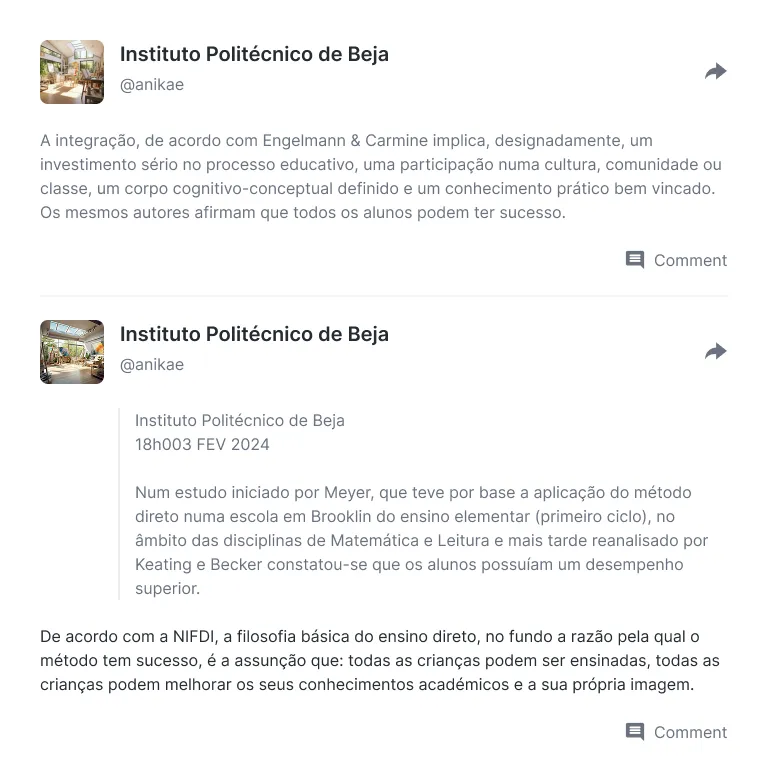 Instituto Politécnico de Beja
@anikae
A integração, de acordo com Engelmann & Carmine implica, designadamente, um
investimento sério no processo educativo, uma participação numa cultura, comunidade ou
classe, um corpo cognitivo-conceptual definido e um conhecimento prático bem vincado.
Os mesmos autores afirmam que todos os alunos podem ter sucesso.
Comment
Instituto Politécnico de Beja
@anikae
Instituto Politécnico de Beja
18h003 FEV 2024
Num estudo iniciado por Meyer, que teve por base a aplicação do método
direto numa escola em Brooklin do ensino elementar (primeiro ciclo), no
âmbito das disciplinas de Matemática e Leitura e mais tarde reanalisado por
Keating e Becker constatou-se que os alunos possuíam um desempenho
superior.
De acordo com a NIFDI, a filosofia básica do ensino direto, no fundo a razão pela qual o
método tem sucesso, é a assunção que: todas as crianças podem ser ensinadas, todas as
crianças podem melhorar os seus conhecimentos académicos e a sua própria imagem.
Comment